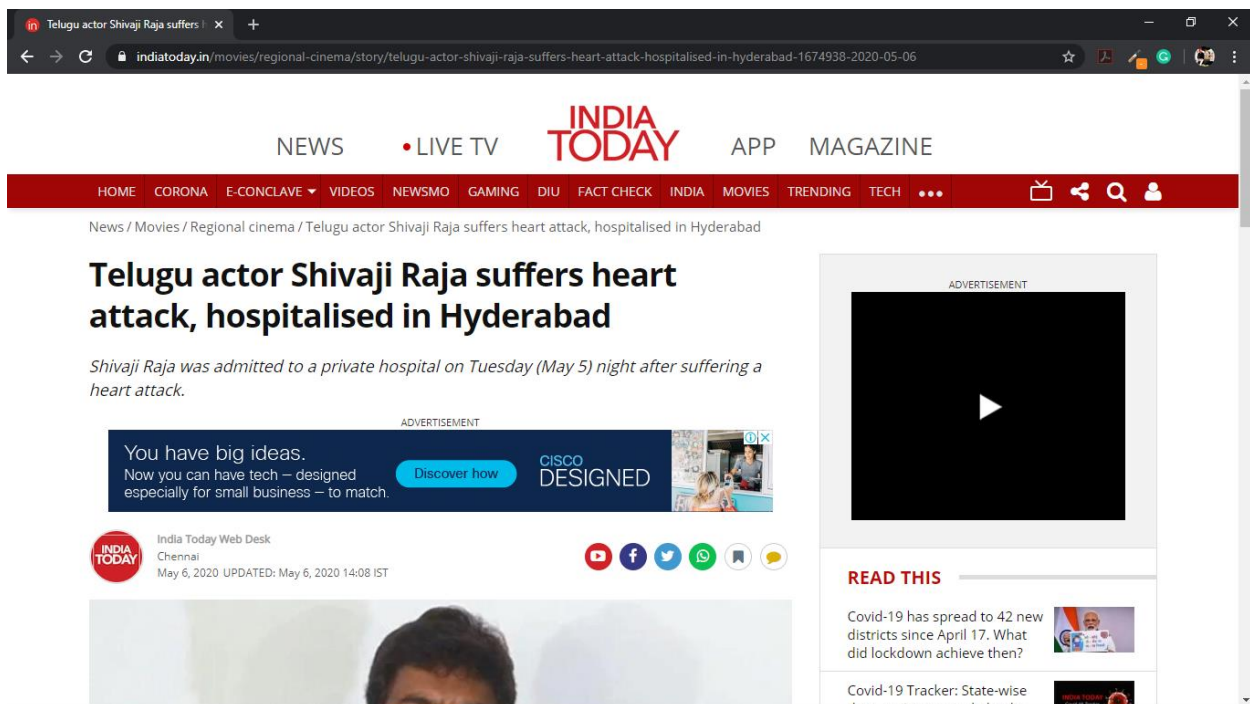 Telugu actor Shivaji Raja suffers h
indiatoday.in/movies/regional-cinema/story/telugu-actor-shivaji-raja-suffers-heart-attack-hospitalised-in-hyderabad-1674938-2020-05-06
NEWS • LIVE TV INDIA TODAY APP MAGAZINE
HOME CORONA E-CONCLAVE VIDEOS NEWSMO GAMING DIU FACT CHECK INDIA MOVIES TRENDING TECH
News / Movies / Regional cinema / Telugu actor Shivaji Raja suffers heart attack, hospitalised in Hyderabad
Telugu actor Shivaji Raja suffers heart
attack, hospitalised in Hyderabad
Shivaji Raja was admitted to a private hospital on Tuesday (May 5) night after suffering a
heart attack.
ADVERTISEMENT
You have big ideas.
Now you can have tech – designed
especially for small business – to match.
Discover how
CISCO
DESIGNED
INDIA
TODAY
India Today Web Desk
Chennai
May 6, 2020 UPDATED: May 6, 2020 14:08 IST
ADVERTISEMENT
READ THIS
Covid-19 has spread to 42 new
districts since April 17. What
did lockdown achieve then?
Covid-19 Tracker: State-wise
INDIA TODAY